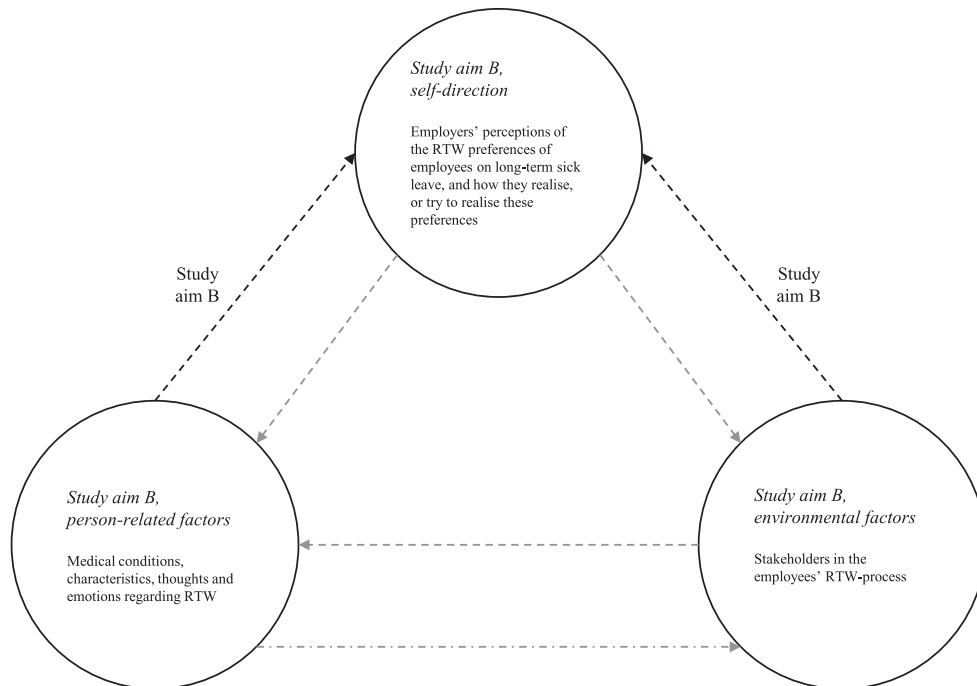 Study aim B,
self-direction
Employers' perceptions of
the RTW preferences of
employees on long-term sick
leave, and how they realise,
or try to realise these
preferences
Study
aim B
Study
aim B
Study aim B,
person-related factors
Medical conditions,
characteristics, thoughts and
emotions regarding RTW
Study aim B,
environmental factors
Stakeholders in the
employees' RTW-process